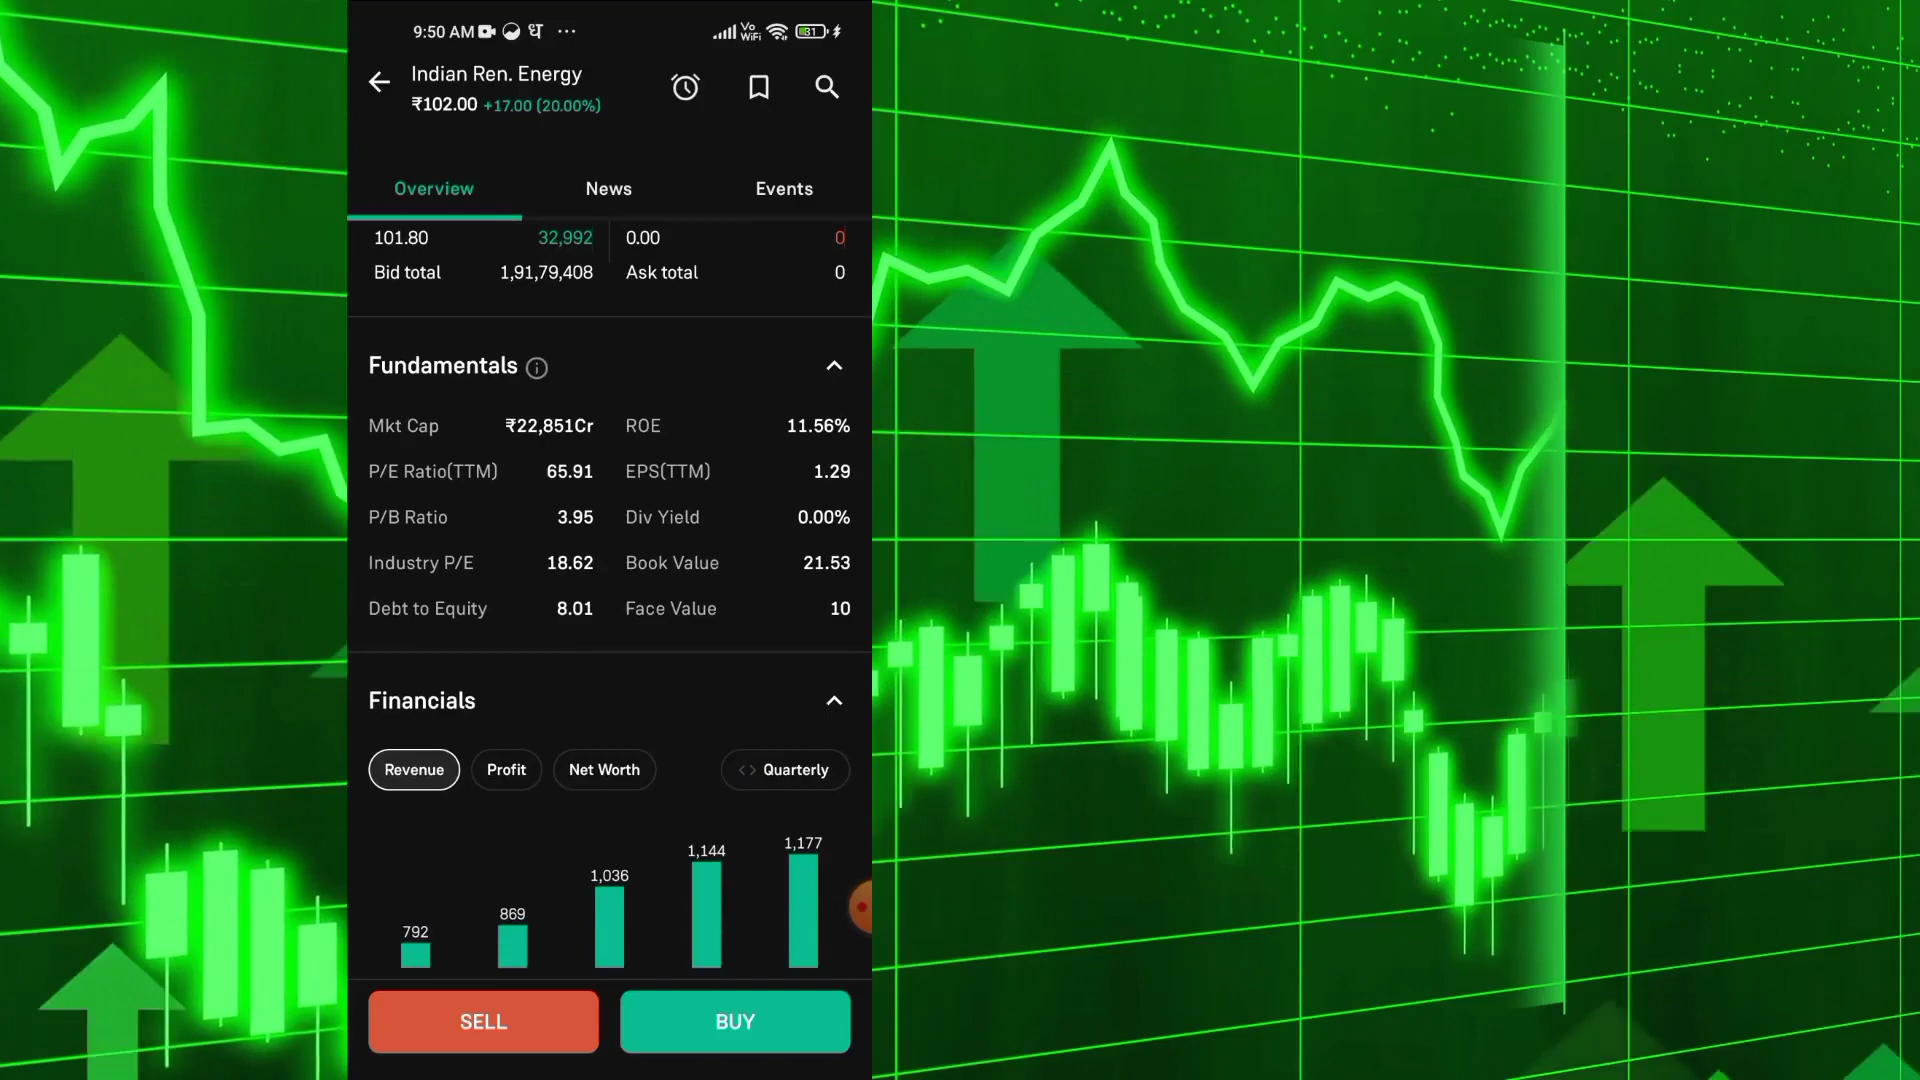 9:50 AM ध ... Vo WiFi 31
Indian Ren. Energy
₹102.00 +17.00 (20.00%)
Overview News Events
101.80 32,992 0.00 0
Bid total 1,91,79,408 Ask total 0
Fundamentals i
Mkt Cap ₹22,851Cr ROE 11.56%
P/E Ratio(TTM) 65.91 EPS(TTM) 1.29
P/B Ratio 3.95 Div Yield 0.00%
Industry P/E 18.62 Book Value 21.53
Debt to Equity 8.01 Face Value 10
Financials
Revenue Profit Net Worth <> Quarterly
1,177
1,144
1,036
869
792
SELL BUY